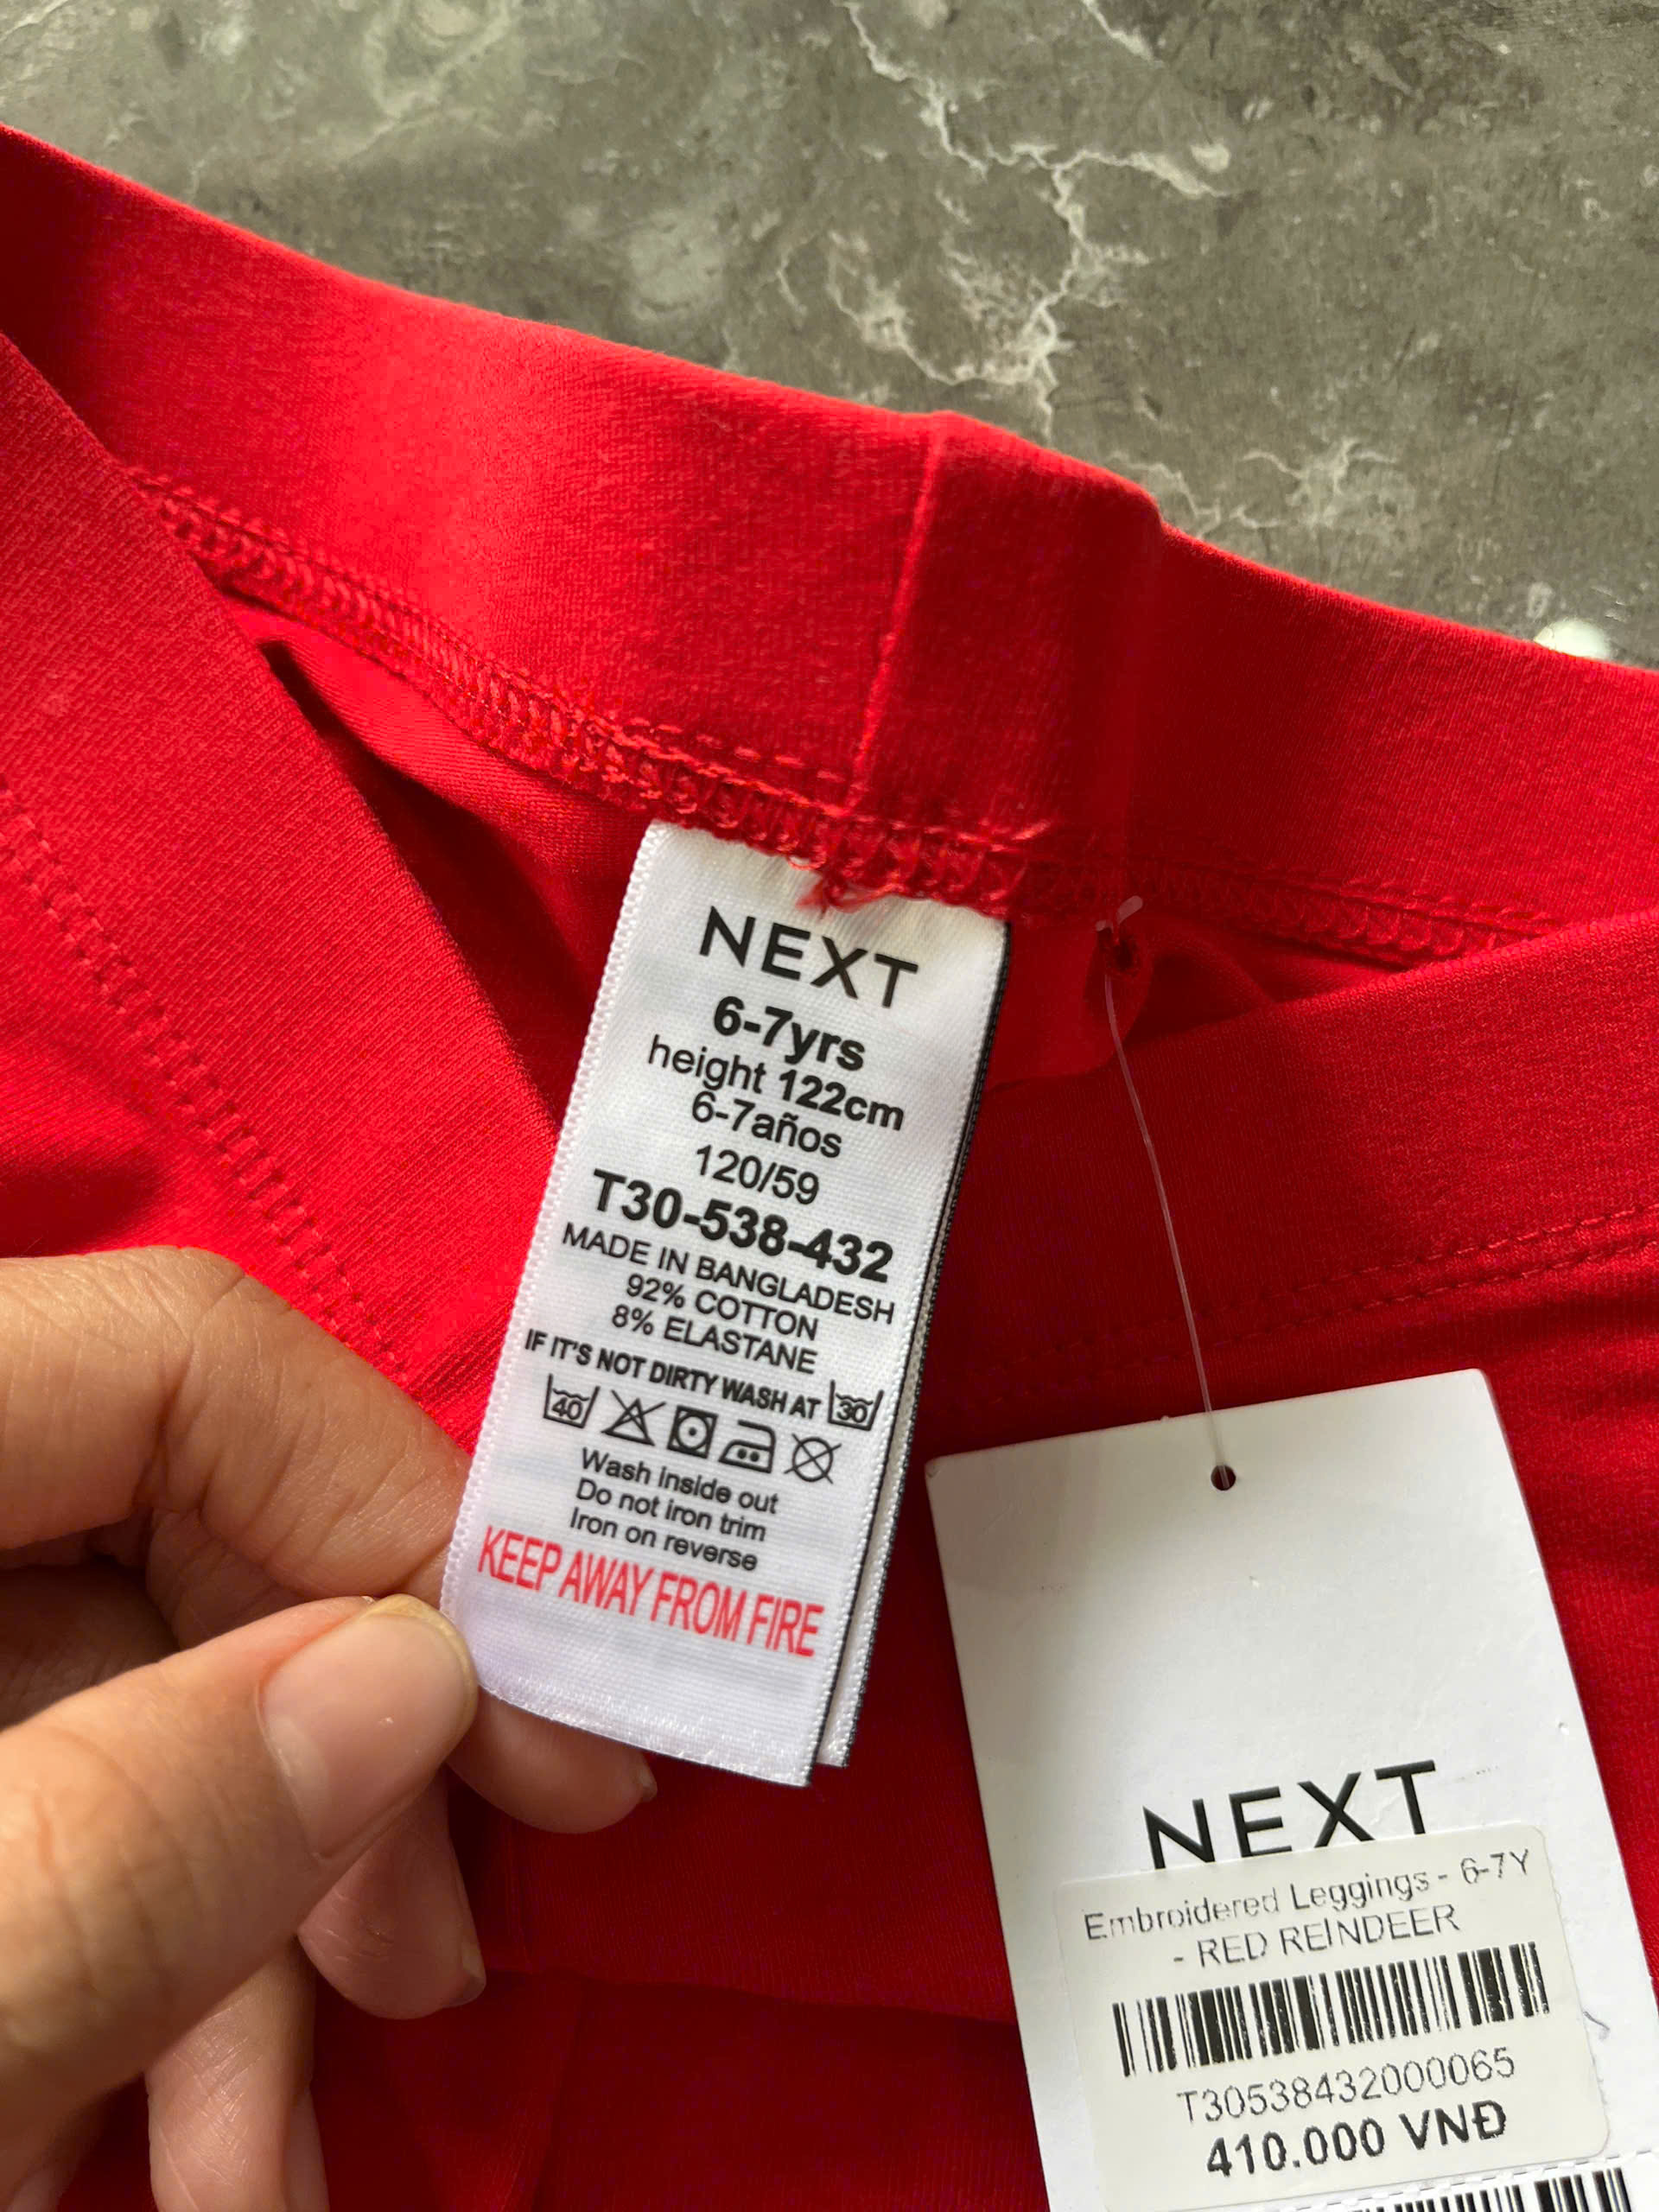 NEXT
6-7yrs
height 122cm
6-7años
120/59
T30-538-432
MADE IN BANGLADESH
92% COTTON
8% ELASTANE
IF IT'S NOT DIRTY WASH AT 30
40
Wash inside out
Do not iron trim
Iron on reverse
KEEP AWAY FROM FIRE
NEXT
Embroidered Leggings - 6-7Y
- RED REINDEER
T30538432000065
410.000 VNĐ